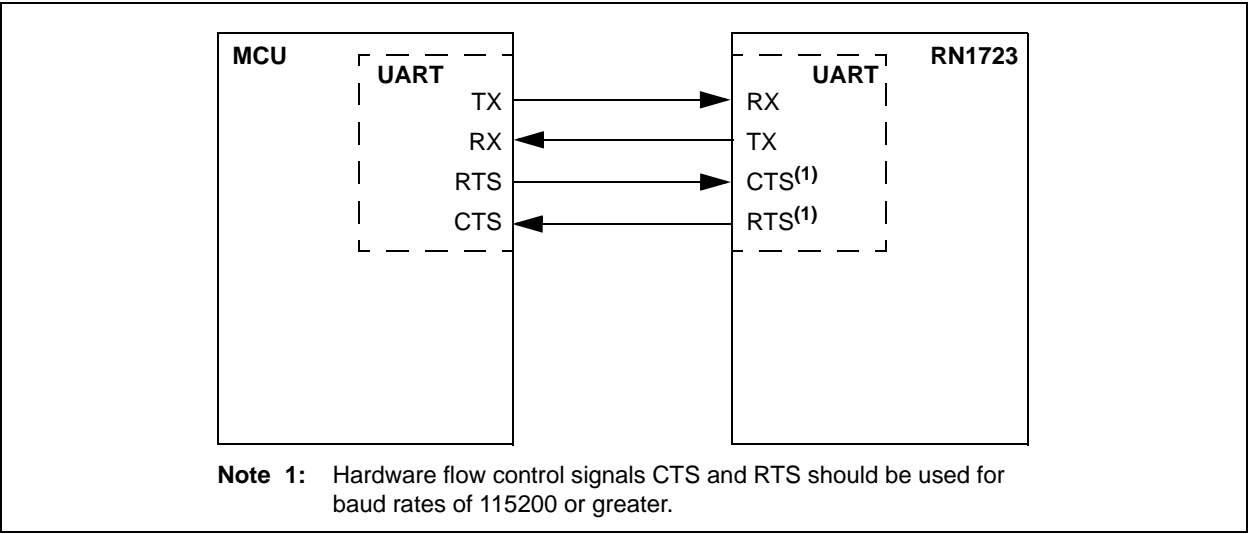 MCU
UART
TX
RX
RTS
CTS
RN1723
UART
RX
TX
CTS(1)
RTS(1)
Note 1: Hardware flow control signals CTS and RTS should be used for
baud rates of 115200 or greater.